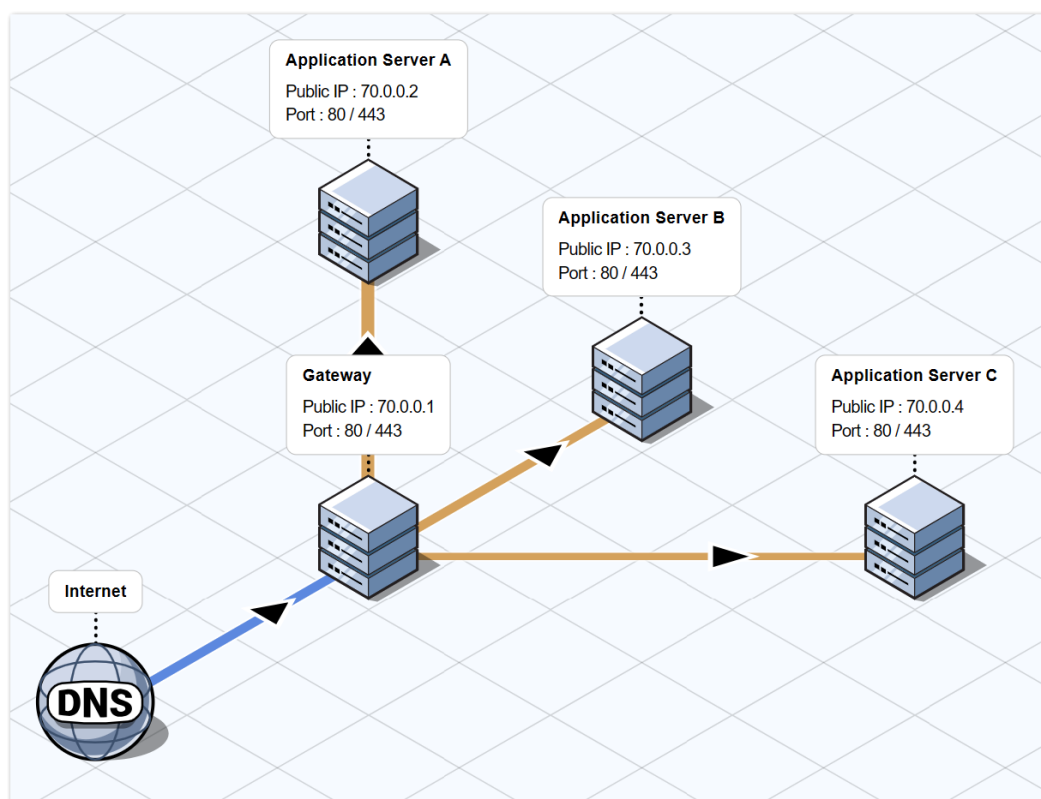 Application Server A
Public IP : 70.0.0.2
Port : 80 / 443
Application Server B
Public IP : 70.0.0.3
Port : 80 / 443
Gateway
Public IP : 70.0.0.1
Port : 80 / 443
Application Server C
Public IP : 70.0.0.4
Port : 80 / 443
Internet
DNS